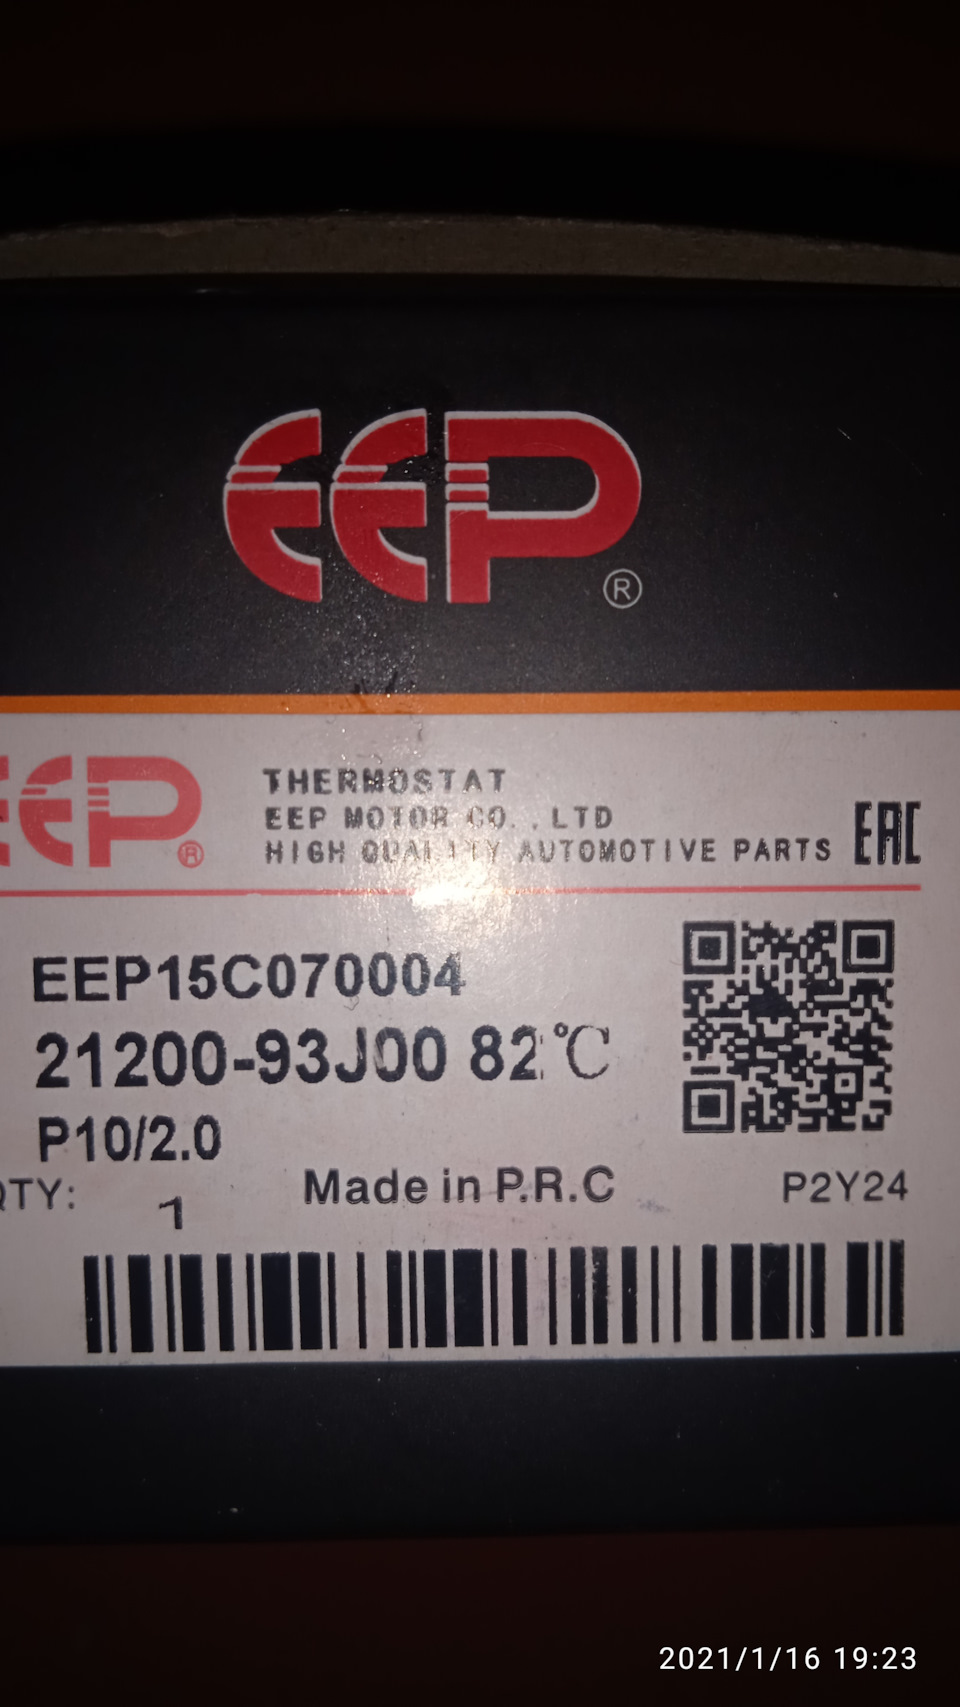 EEP®
EEP®
THERMOSTAT
EEP MOTOR CO.,LTD
HIGH QUALITY AUTOMOTIVE PARTS
EAC
EEP15C070004
21200-93J00 82℃
P10/2.0
QTY: 1
Made in P.R.C
P2Y24
2021/1/16 19:23